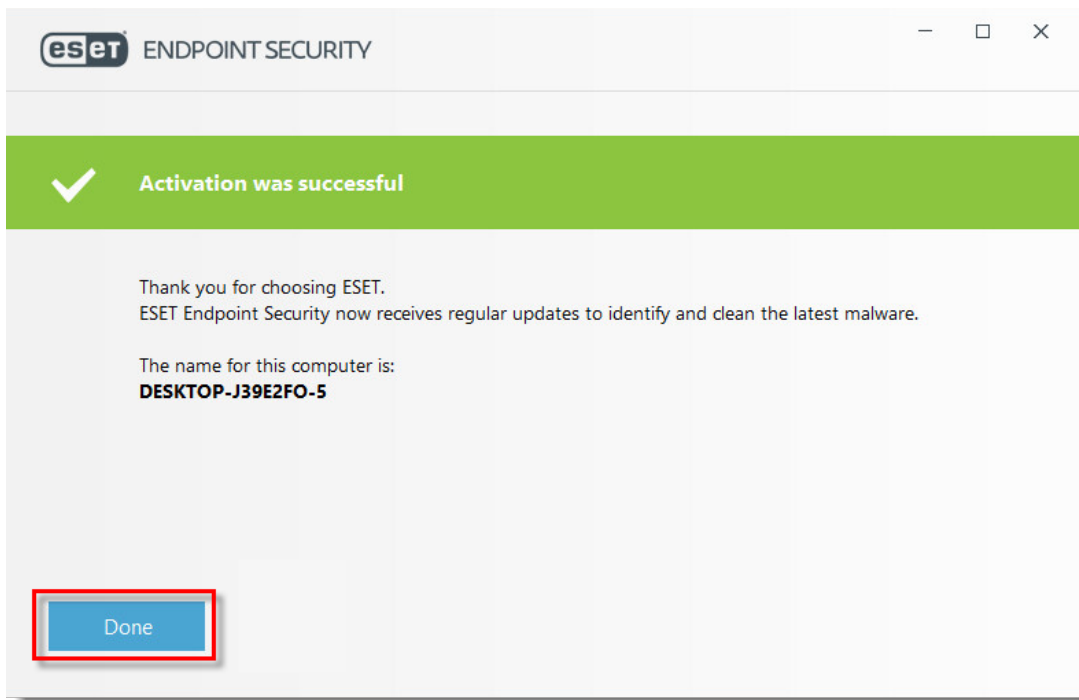 eset ENDPOINT SECURITY
Activation was successful
Thank you for choosing ESET.
ESET Endpoint Security now receives regular updates to identify and clean the latest malware.
The name for this computer is:
DESKTOP-J39E2FO-5
Done